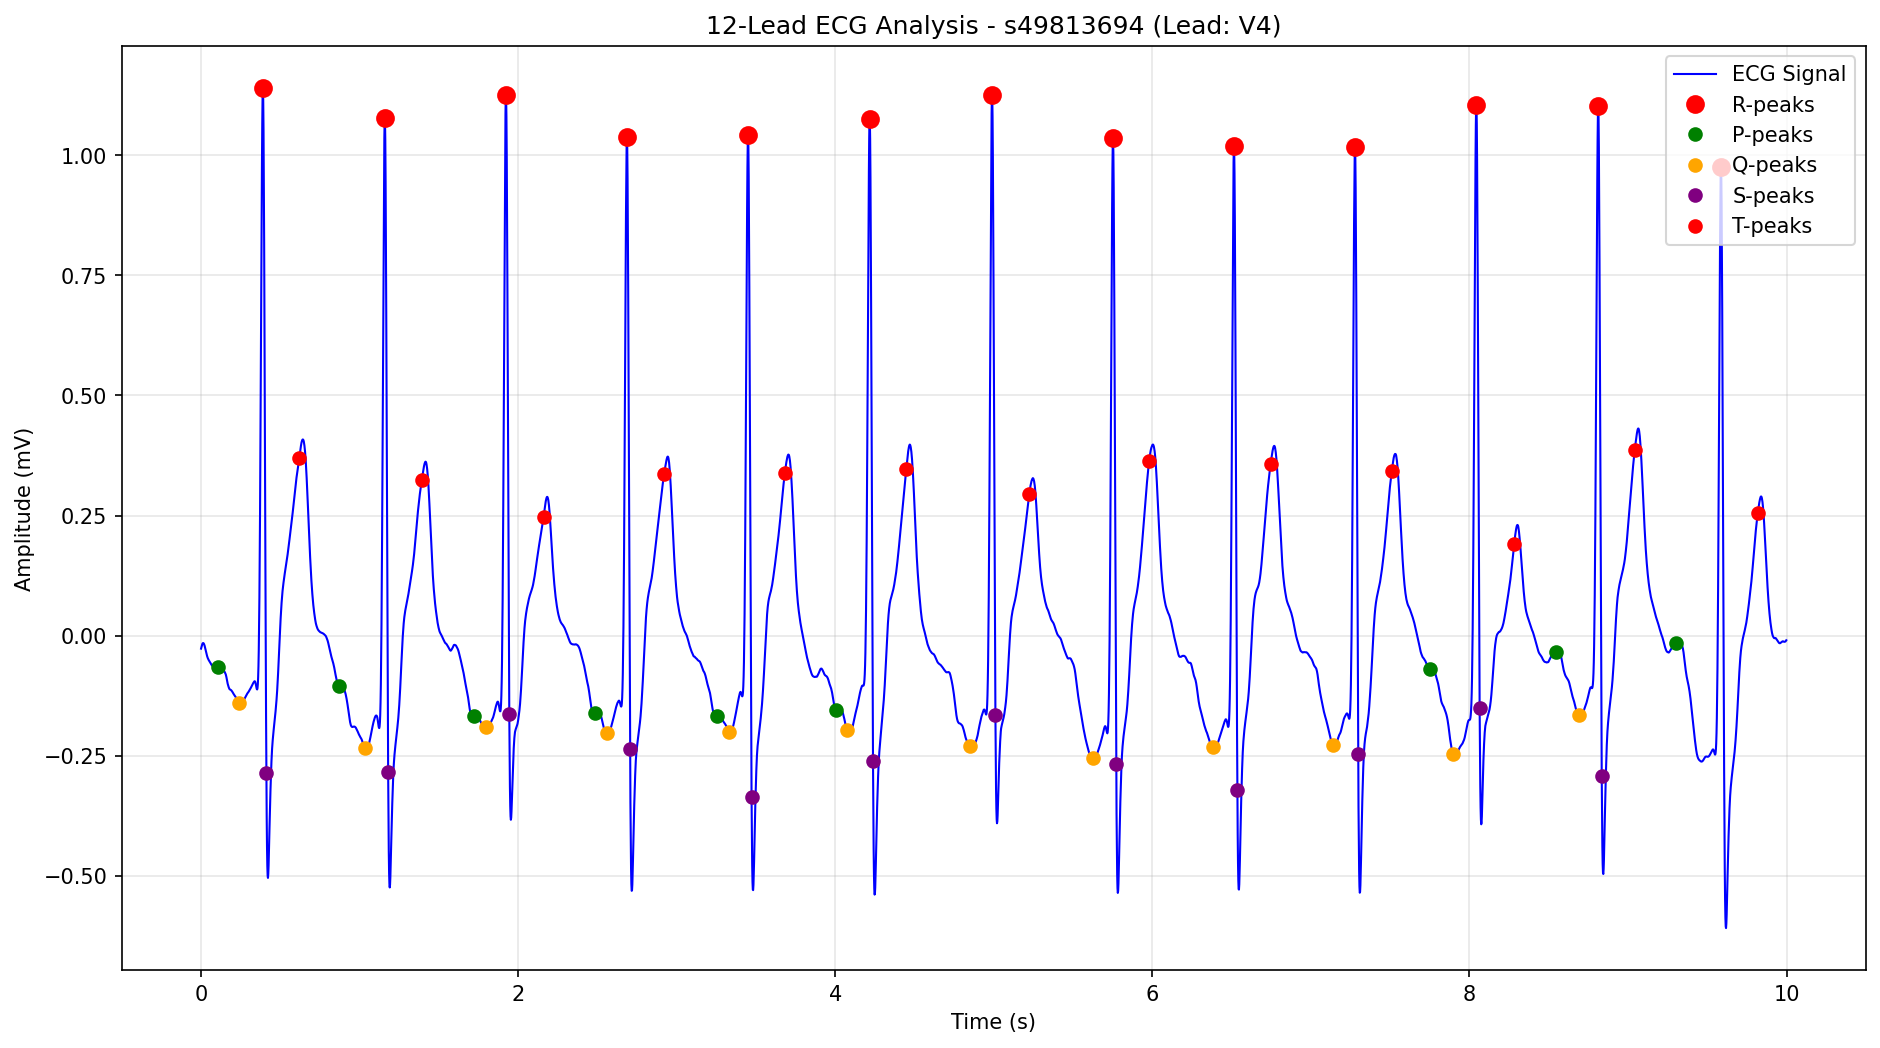 12-Lead ECG Analysis - s49813694 (Lead: V4)
ECG Signal
R-peaks
P-peaks
Q-peaks
S-peaks
T-peaks
Amplitude (mV)
1.00
0.75
0.50
0.25
0.00
−0.25
−0.50
0 2 4 6 8 10
Time (s)